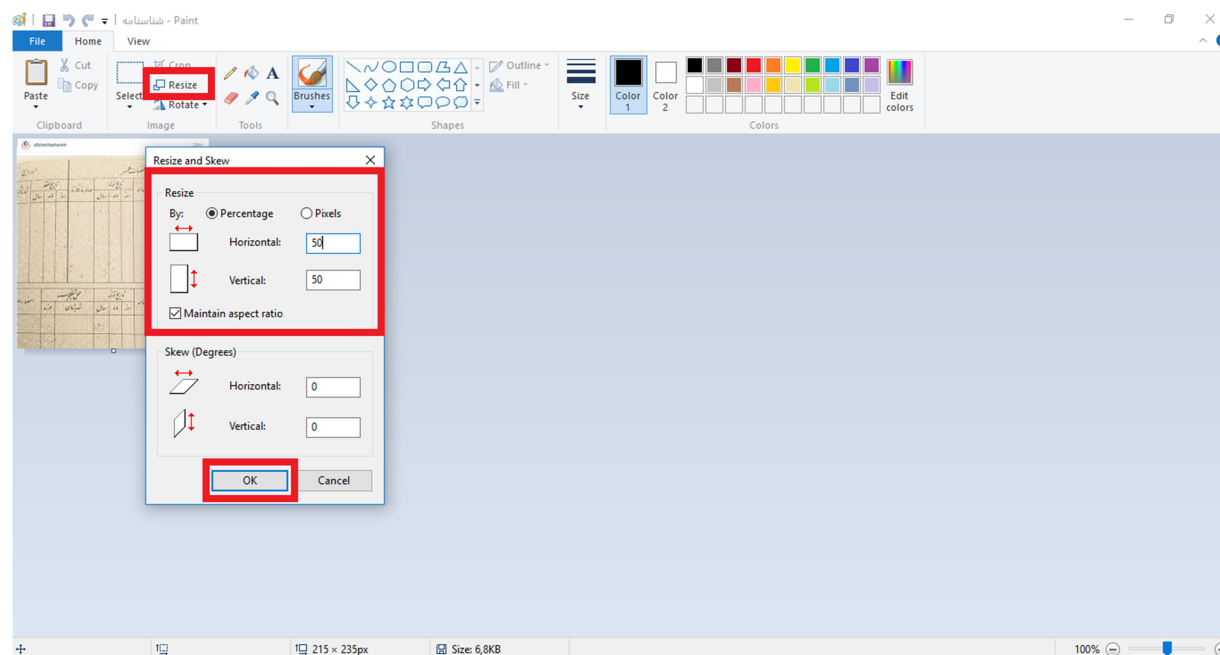 شناسنامه - Paint
File Home View
Paste
Cut
Copy
Clipboard
Select
Crop
Resize
Rotate
Image
A
Tools
Brushes
Outline
Fill
Shapes
Size
Color 1
Color 2
Edit colors
Colors
Resize and Skew
Resize
By: Percentage Pixels
Horizontal: 50
Vertical: 50
Maintain aspect ratio
Skew (Degrees)
Horizontal: 0
Vertical: 0
OK Cancel
215 × 235px Size: 6,8KB 100%